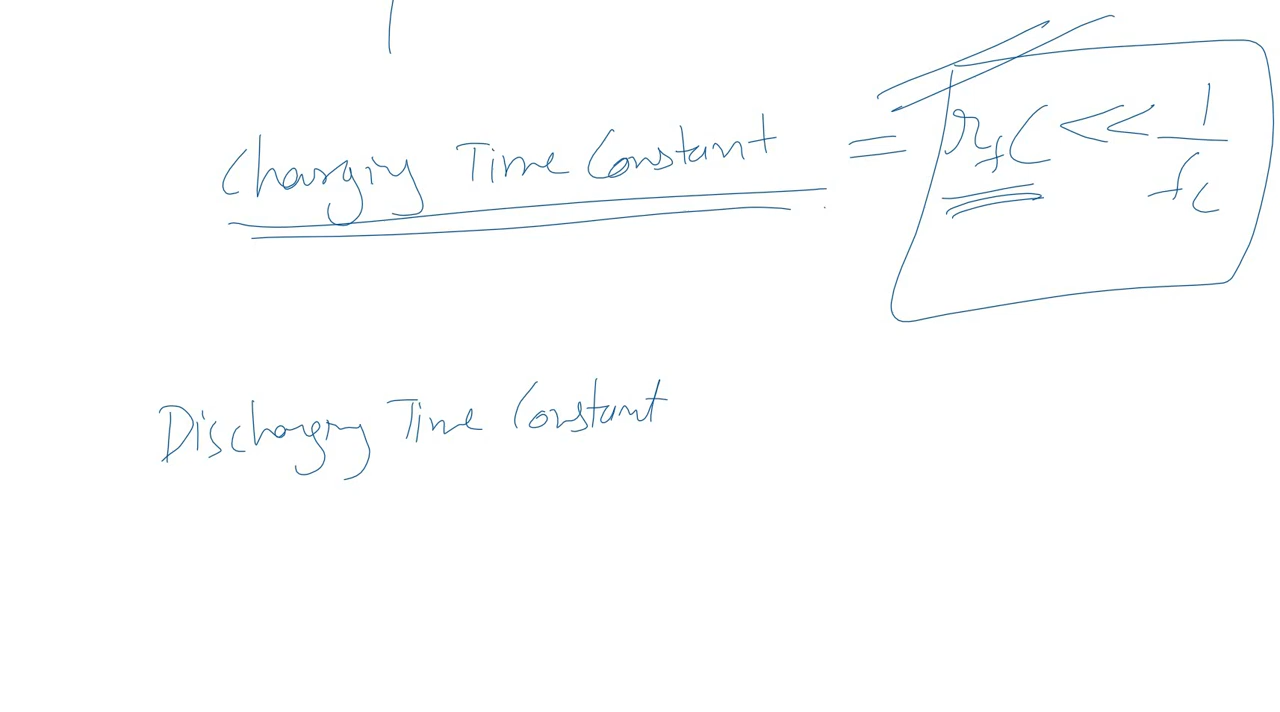 Charging Time Constant = r_f C << 1/f_c
Discharging Time Constant